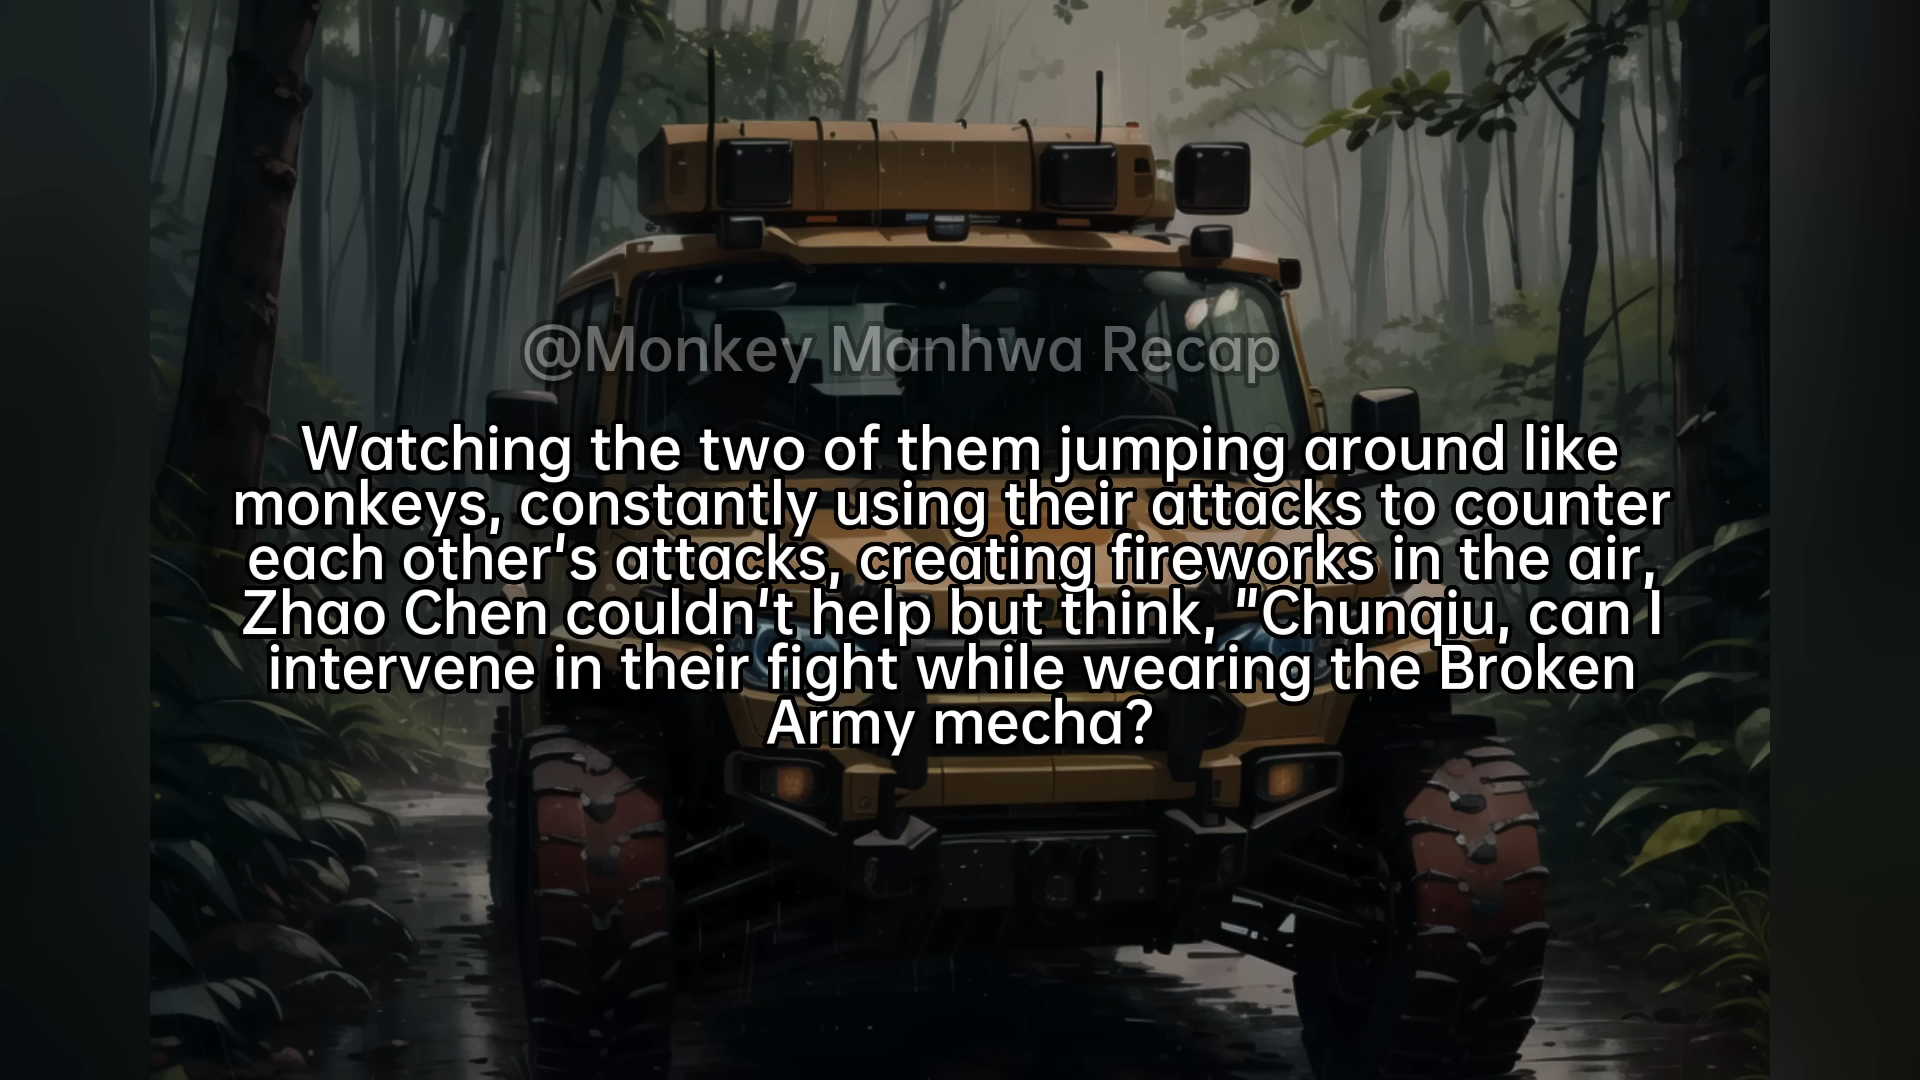 @Monkey Manhwa Recap
Watching the two of them jumping around like
monkeys, constantly using their attacks to counter
each other's attacks, creating fireworks in the air,
Zhao Chen couldn't help but think, "Chunqiu, can I
intervene in their fight while wearing the Broken
Army mecha?